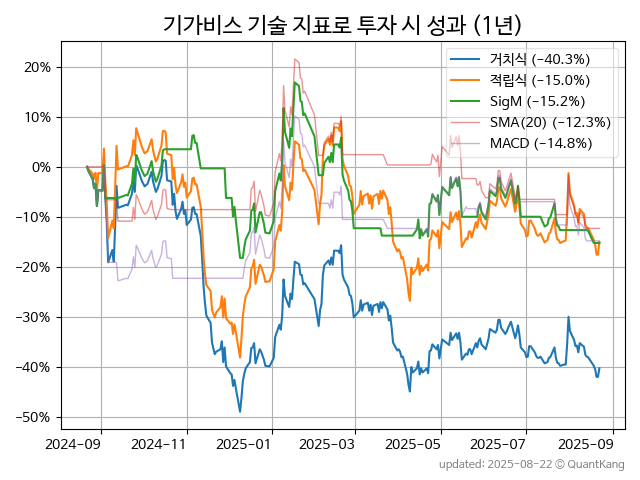 기가비스 기술 지표로 투자 시 성과 (1년)
거치식 (−40.3%)
적립식 (−15.0%)
SigM (−15.2%)
SMA(20) (−12.3%)
MACD (−14.8%)
20%
10%
0%
−10%
−20%
−30%
−40%
−50%
2024-09 2024-11 2025-01 2025-03 2025-05 2025-07 2025-09
updated: 2025-08-22 © QuantKang